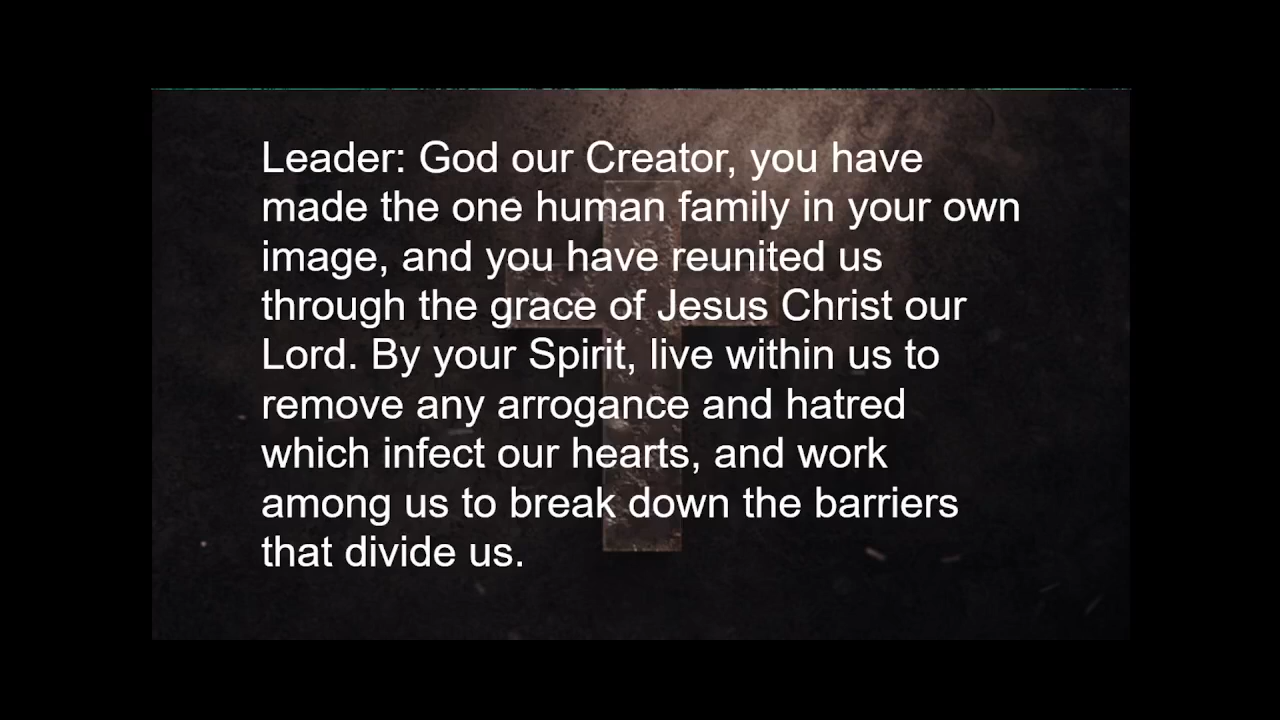 Leader: God our Creator, you have
made the one human family in your own
image, and you have reunited us
through the grace of Jesus Christ our
Lord. By your Spirit, live within us to
remove any arrogance and hatred
which infect our hearts, and work
among us to break down the barriers
that divide us.